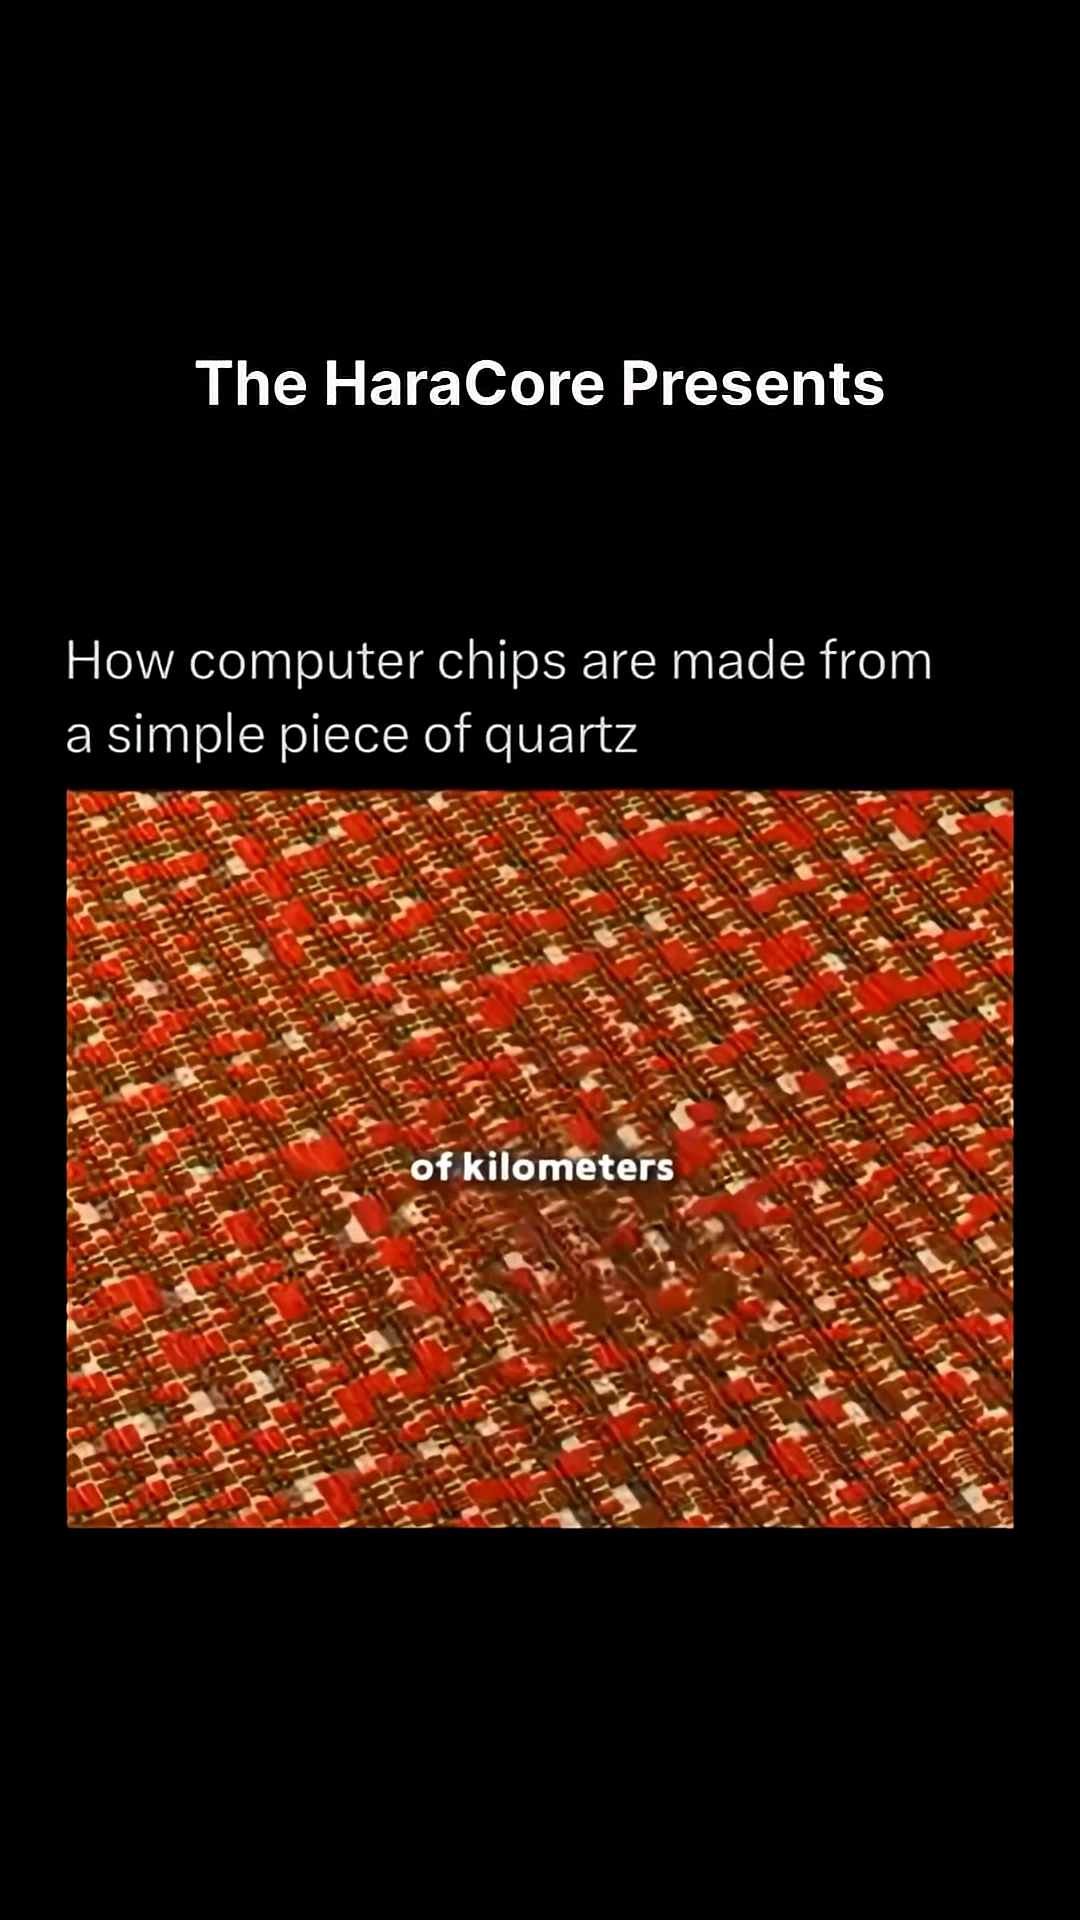 The HaraCore Presents
How computer chips are made from
a simple piece of quartz
of kilometers